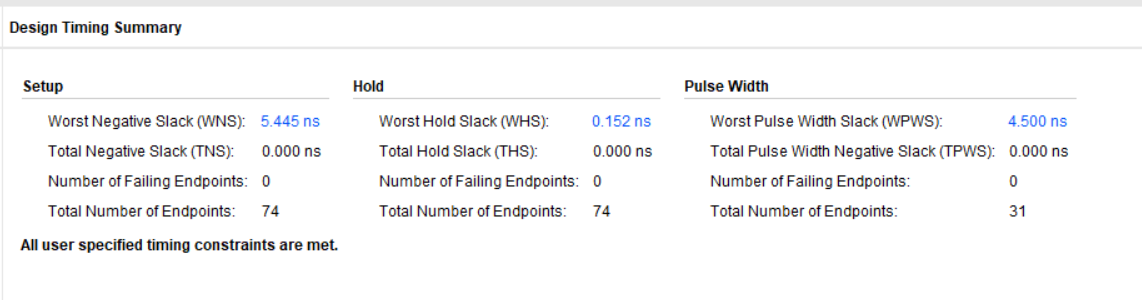 Design Timing Summary
Setup Hold Pulse Width
Worst Negative Slack (WNS): 5.445 ns Worst Hold Slack (WHS): 0.152 ns Worst Pulse Width Slack (WPWS): 4.500 ns
Total Negative Slack (TNS): 0.000 ns Total Hold Slack (THS): 0.000 ns Total Pulse Width Negative Slack (TPWS): 0.000 ns
Number of Failing Endpoints: 0 Number of Failing Endpoints: 0 Number of Failing Endpoints: 0
Total Number of Endpoints: 74 Total Number of Endpoints: 74 Total Number of Endpoints: 31
All user specified timing constraints are met.